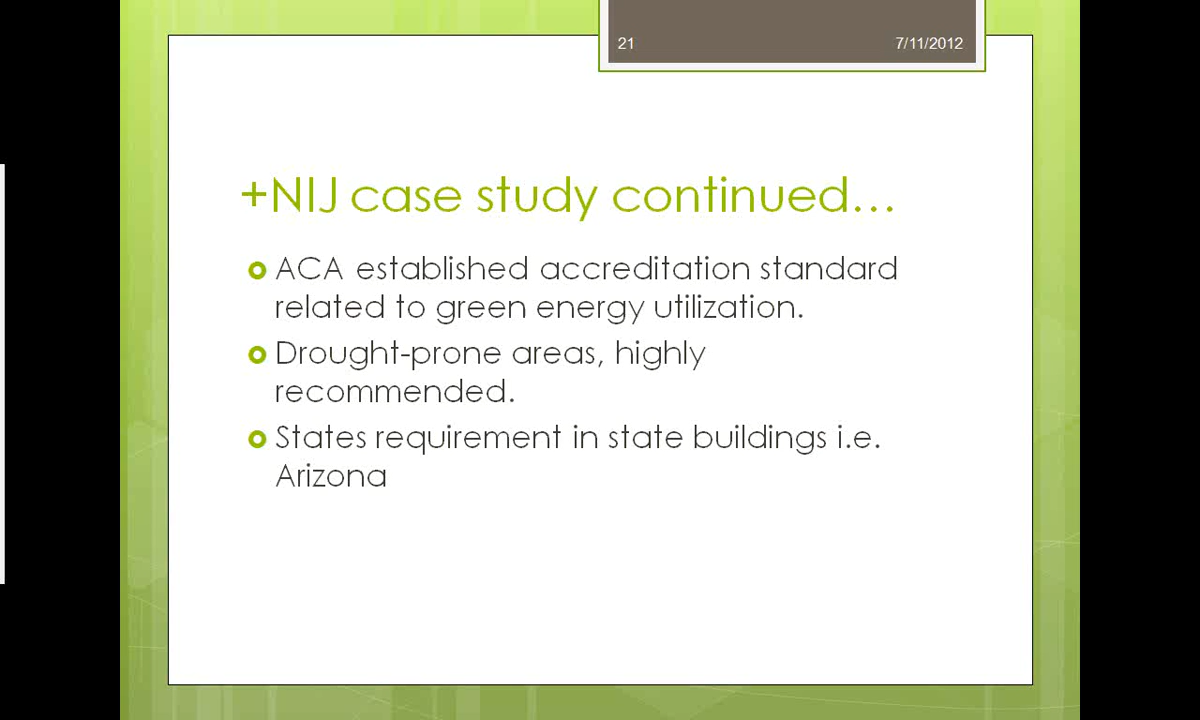 21
7/11/2012
+NIJ case study continued…
ACA established accreditation standard
related to green energy utilization.
Drought-prone areas, highly
recommended.
States requirement in state buildings i.e.
Arizona